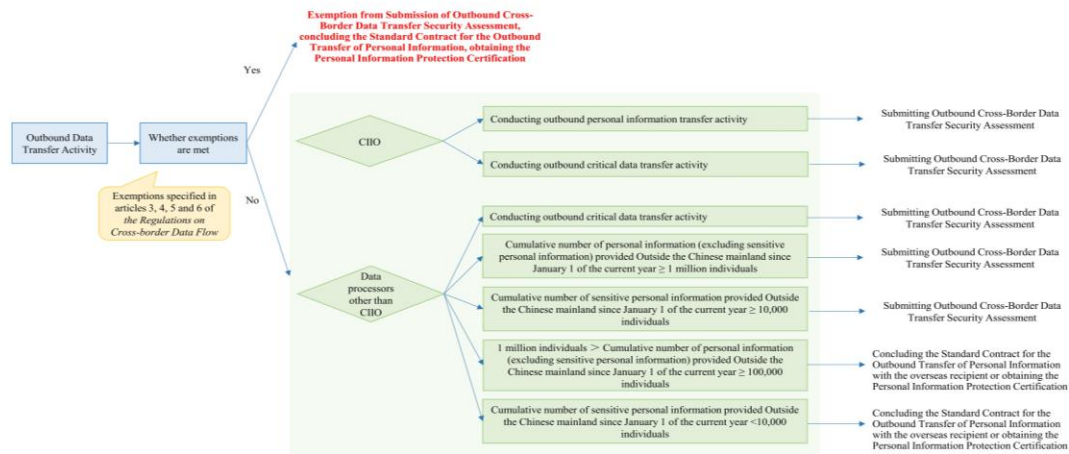 Exemption from Submission of Outbound Cross-
Border Data Transfer Security Assessment,
concluding the Standard Contract for the Outbound
Transfer of Personal Information, obtaining the
Personal Information Protection Certification
Yes
Outbound Data
Transfer Activity
Whether exemptions
are met
Exemptions specified in
articles 3, 4, 5 and 6 of
the Regulations on
Cross-border Data Flow
No
CIIO
Conducting outbound personal information transfer activity
Submitting Outbound Cross-Border Data
Transfer Security Assessment
Conducting outbound critical data transfer activity
Submitting Outbound Cross-Border Data
Transfer Security Assessment
Data
processors
other than
CIIO
Conducting outbound critical data transfer activity
Submitting Outbound Cross-Border Data
Transfer Security Assessment
Cumulative number of personal information (excluding sensitive
personal information) provided Outside the Chinese mainland since
January 1 of the current year ≥ 1 million individuals
Submitting Outbound Cross-Border Data
Transfer Security Assessment
Cumulative number of sensitive personal information provided Outside
the Chinese mainland since January 1 of the current year ≥ 10,000
individuals
Submitting Outbound Cross-Border Data
Transfer Security Assessment
1 million individuals > Cumulative number of personal information
(excluding sensitive personal information) provided Outside the
Chinese mainland since January 1 of the current year ≥ 100,000
individuals
Concluding the Standard Contract for the
Outbound Transfer of Personal Information
with the overseas recipient or obtaining the
Personal Information Protection Certification
Cumulative number of sensitive personal information provided Outside
the Chinese mainland since January 1 of the current year <10,000
individuals
Concluding the Standard Contract for the
Outbound Transfer of Personal Information
with the overseas recipient or obtaining the
Personal Information Protection Certification